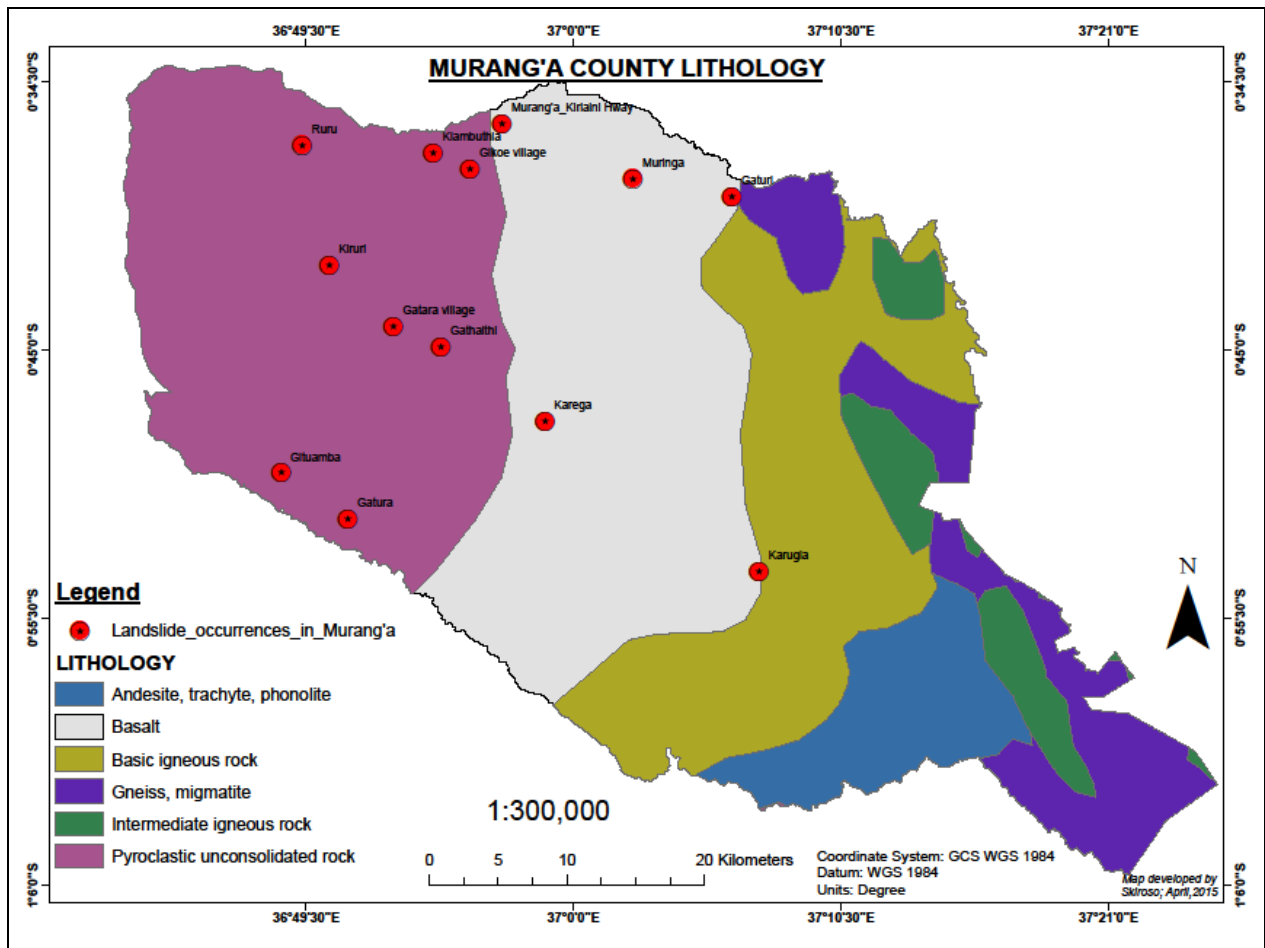 36°49'30"E 37°0'0"E 37°10'30"E 37°21'0"E
0°34'30"S 0°34'30"S
MURANG'A COUNTY LITHOLOGY
Murang'a_Kiriaini Hway
Ruru
Kiambuthia
Gikoe village
Muringa
Gaturi
Kiruri
Gatara village
Gathaithi
0°45'0"S 0°45'0"S
Karega
Gituamba
Gatura
Karugia
N
Legend
Landslide_occurrences_in_Murang'a
0°55'30"S 0°55'30"S
LITHOLOGY
Andesite, trachyte, phonolite
Basalt
Basic igneous rock
Gneiss, migmatite
Intermediate igneous rock
Pyroclastic unconsolidated rock
1:300,000
0 5 10 20 Kilometers
Coordinate System: GCS WGS 1984
Datum: WGS 1984
Units: Degree
Map developed by
Skiroso; April,2015
1°6'0"S 1°6'0"S
36°49'30"E 37°0'0"E 37°10'30"E 37°21'0"E